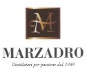 M
MARZADRO
Distillatori per passione dal 1949